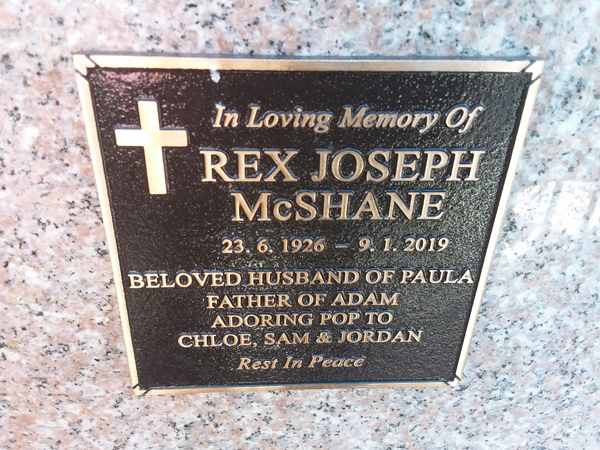 In Loving Memory Of
REX JOSEPH
McSHANE
23. 6. 1926 – 9. 1. 2019
BELOVED HUSBAND OF PAULA
FATHER OF ADAM
ADORING POP TO
CHLOE, SAM & JORDAN
Rest In Peace